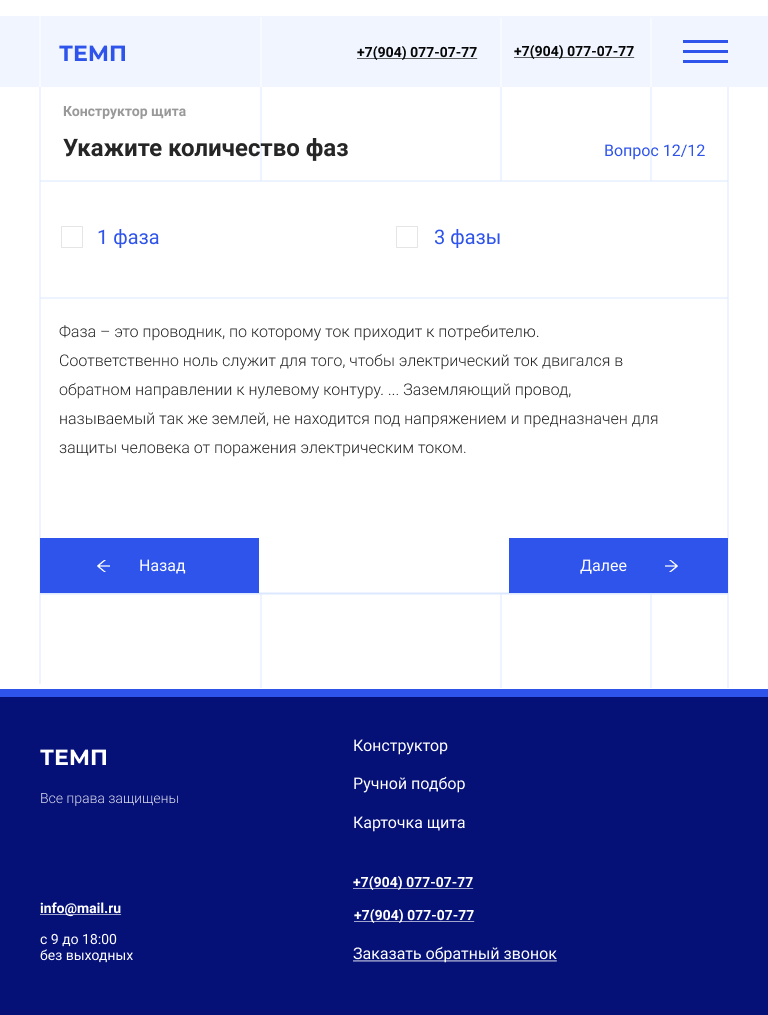 ТЕМП
+7(904) 077-07-77
+7(904) 077-07-77
Конструктор щита
Укажите количество фаз
Вопрос 12/12
1 фаза
3 фазы
Фаза – это проводник, по которому ток приходит к потребителю.
Соответственно ноль служит для того, чтобы электрический ток двигался в
обратном направлении к нулевому контуру. ... Заземляющий провод,
называемый так же землей, не находится под напряжением и предназначен для
защиты человека от поражения электрическим током.
Назад
Далее
ТЕМП
Все права защищены
info@mail.ru
с 9 до 18:00
без выходных
Конструктор
Ручной подбор
Карточка щита
+7(904) 077-07-77
+7(904) 077-07-77
Заказать обратный звонок